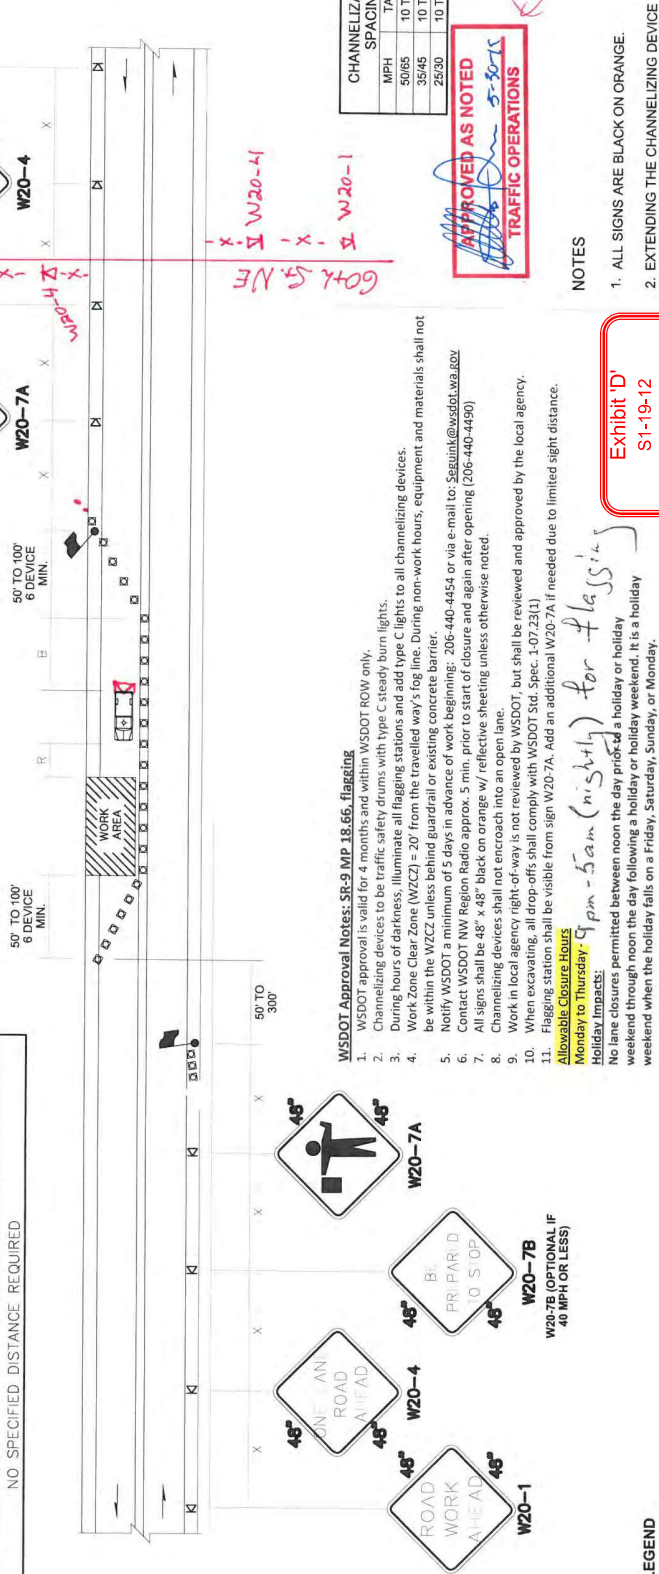 NO SPECIFIED DISTANCE REQUIRED
50' TO 100'
6 DEVICE
MIN.
50' TO 100'
6 DEVICE
MIN.
W20-7A
W20-4
X
X
X
X
R
B
WORK
AREA
W20-4
-X-
60th St. NE
-X-
W20-4
-X-
W20-1
50' TO
300'
X
X
X
X
48"
48"
ROAD
WORK
AHEAD
W20-1
48"
48"
ONE LANE
ROAD
AHEAD
W20-4
48"
48"
BE
PREPARED
TO STOP
W20-7B
W20-7B (OPTIONAL IF
40 MPH OR LESS)
48"
48"
W20-7A
WSDOT Approval Notes: SR-9 MP 18.66, flagging
1. WSDOT approval is valid for 4 months and within WSDOT ROW only.
2. Channelizing devices to be traffic safety drums with type C steady burn lights.
3. During hours of darkness, illuminate all flagging stations and add type C lights to all channelizing devices.
4. Work Zone Clear Zone (WZCZ) = 20' from the travelled way's fog line. During non-work hours, equipment and materials shall not
be within the WZCZ unless behind guardrail or existing concrete barrier.
5. Notify WSDOT a minimum of 5 days in advance of work beginning: 206-440-4454 or via e-mail to: Seguink@wsdot.wa.gov
6. Contact WSDOT NW Region Radio approx. 5 min. prior to start of closure and again after opening (206-440-4490)
7. All signs shall be 48" x 48" black on orange w/ reflective sheeting unless otherwise noted.
8. Channelizing devices shall not encroach into an open lane.
9. Work in local agency right-of-way is not reviewed by WSDOT, but shall be reviewed and approved by the local agency.
10. When excavating, all drop-offs shall comply with WSDOT Std. Spec. 1-07.23(1)
11. Flagging station shall be visible from sign W20-7A. Add an additional W20-7A if needed due to limited sight distance.
Allowable Closure Hours
Monday to Thursday - 9pm - 5am (nightly) for flagging
Holiday Impacts:
No lane closures permitted between noon the day prior to a holiday or holiday
weekend through noon the day following a holiday or holiday weekend. It is a holiday
weekend when the holiday falls on a Friday, Saturday, Sunday, or Monday.
CHANNELIZA
SPACIN
MPH TA
50/65 10 T
35/45 10 T
25/30 10 T
APPROVED AS NOTED
5-30-15
TRAFFIC OPERATIONS
NOTES
1. ALL SIGNS ARE BLACK ON ORANGE.
2. EXTENDING THE CHANNELIZING DEVICE
Exhibit 'D'
S1-19-12
LEGEND